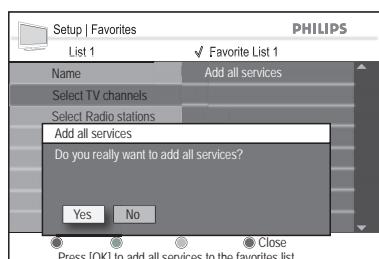 Setup | Favorites PHILIPS
List 1 √ Favorite List 1
Name Add all services
Select TV channels
Select Radio stations
Add all services
Do you really want to add all services?
Yes No
Close
Press [OK] to add all services to the favorites list